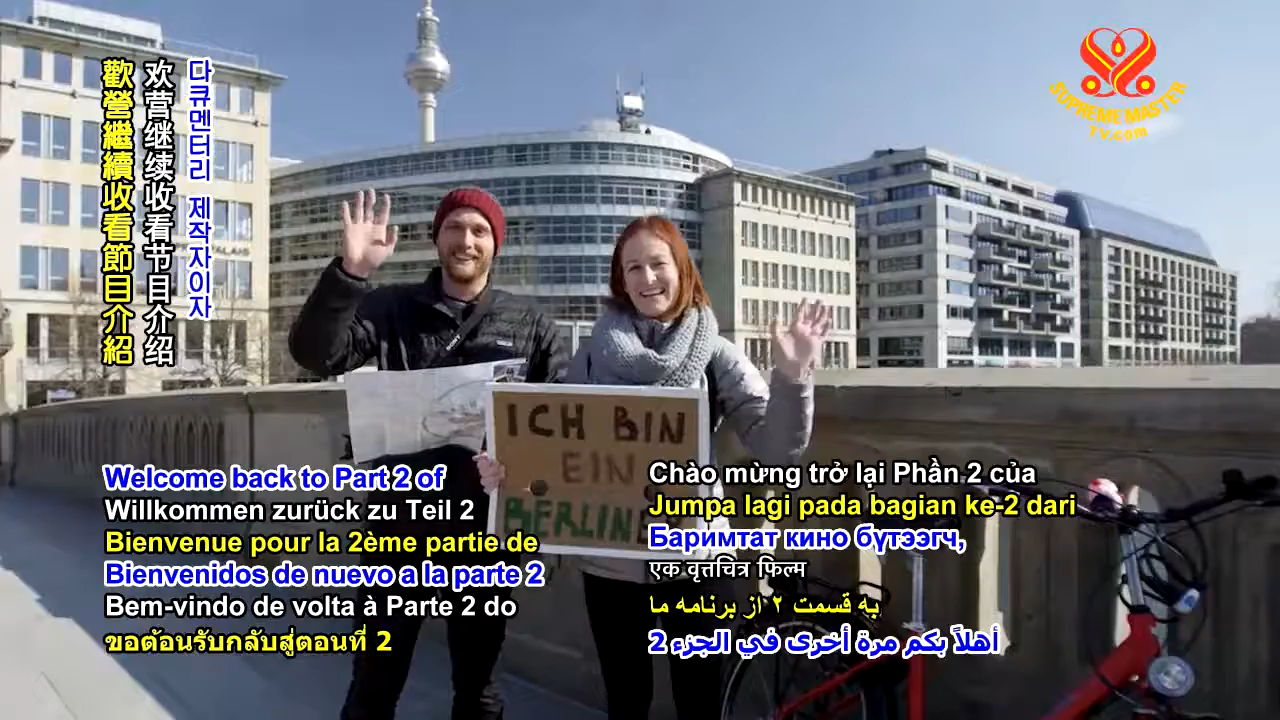 歡營繼續收看節目介紹
欢营继续收看节目介绍
다큐멘터리 제작자이자
SUPREME MASTER
TV.com
SONY
ICH BIN
EIN
BERLINE
Welcome back to Part 2 of
Willkommen zurück zu Teil 2
Bienvenue pour la 2ème partie de
Bienvenidos de nuevo a la parte 2
Bem-vindo de volta à Parte 2 do
ขอต้อนรับกลับสู่ตอนที่ 2
Chào mừng trở lại Phần 2 của
Jumpa lagi pada bagian ke-2 dari
Баримтат кино бүтээгч,
एक वृत्तचित्र फिल्म
به قسمت ۲ از برنامه ما
أهلاً بكم مرة أخرى في الجزء 2